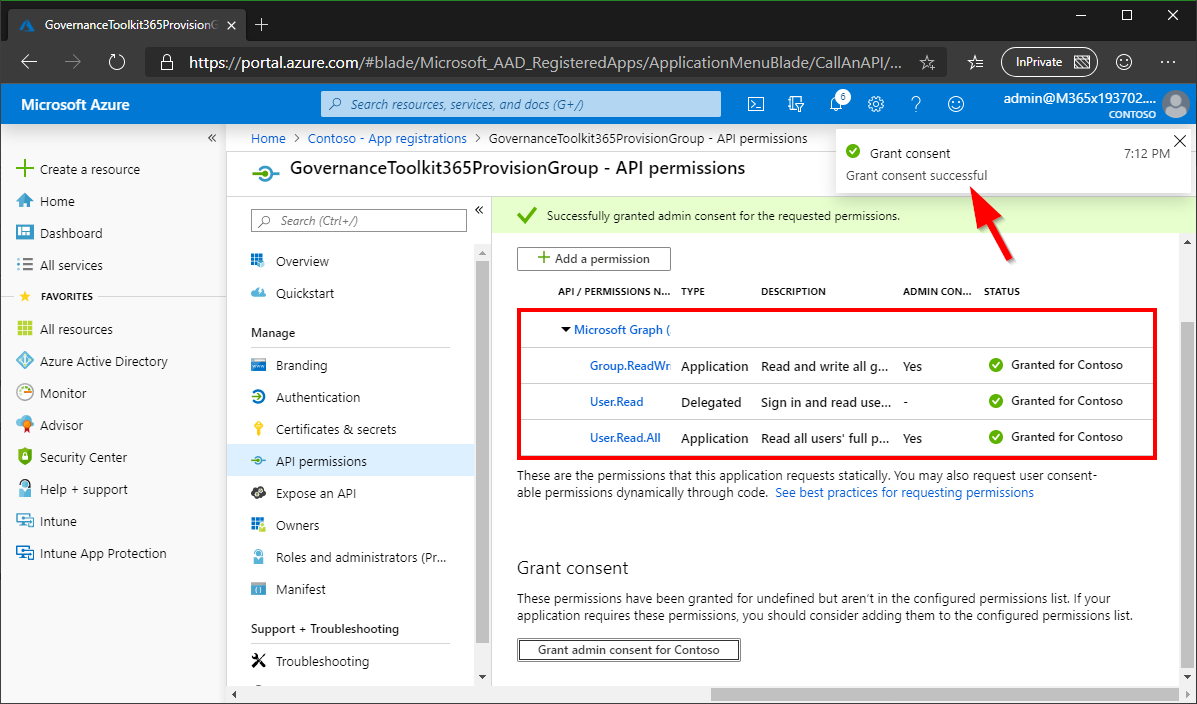 GovernanceToolkit365ProvisionG
https://portal.azure.com/#blade/Microsoft_AAD_RegisteredApps/ApplicationMenuBlade/CallAnAPI/...
InPrivate
Microsoft Azure
Search resources, services, and docs (G+/)
6
admin@M365x193702....
CONTOSO
Create a resource
Home
Dashboard
All services
FAVORITES
All resources
Azure Active Directory
Monitor
Advisor
Security Center
Help + support
Intune
Intune App Protection
Home > Contoso - App registrations > GovernanceToolkit365ProvisionGroup - API permissions
GovernanceToolkit365ProvisionGroup - API permissions
Grant consent 7:12 PM
Grant consent successful
Search (Ctrl+/)
Overview
Quickstart
Manage
Branding
Authentication
Certificates & secrets
API permissions
Expose an API
Owners
Roles and administrators (Pr...
Manifest
Support + Troubleshooting
Troubleshooting
Successfully granted admin consent for the requested permissions.
+ Add a permission
API / PERMISSIONS N... TYPE DESCRIPTION ADMIN CON... STATUS
Microsoft Graph (
Group.ReadWr Application Read and write all g... Yes Granted for Contoso
User.Read Delegated Sign in and read use... - Granted for Contoso
User.Read.All Application Read all users' full p... Yes Granted for Contoso
These are the permissions that this application requests statically. You may also request user consent-
able permissions dynamically through code. See best practices for requesting permissions
Grant consent
These permissions have been granted for undefined but aren't in the configured permissions list. If your
application requires these permissions, you should consider adding them to the configured permissions list.
Grant admin consent for Contoso